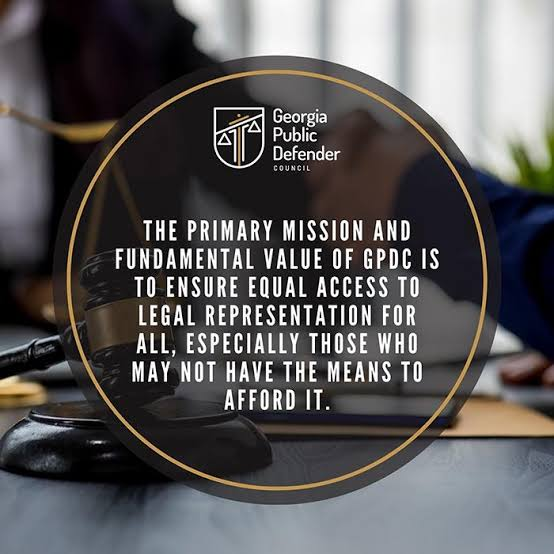 Georgia
Public
Defender
COUNCIL
THE PRIMARY MISSION AND
FUNDAMENTAL VALUE OF GPDC IS
TO ENSURE EQUAL ACCESS TO
LEGAL REPRESENTATION FOR
ALL, ESPECIALLY THOSE WHO
MAY NOT HAVE THE MEANS TO
AFFORD IT.